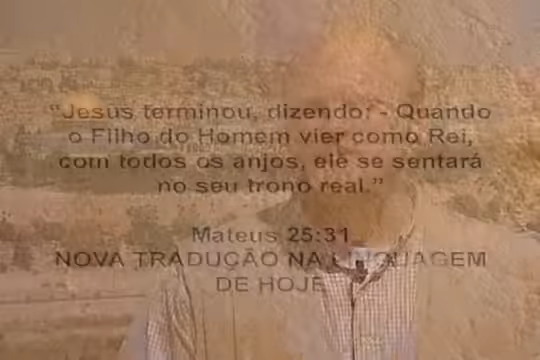 “Jesus terminou, dizendo: - Quando
o Filho do Homem vier como Rei,
com todos os anjos, ele se sentará
no seu trono real.”
Mateus 25:31
NOVA TRADUÇÃO NA LINGUAGEM
DE HOJE